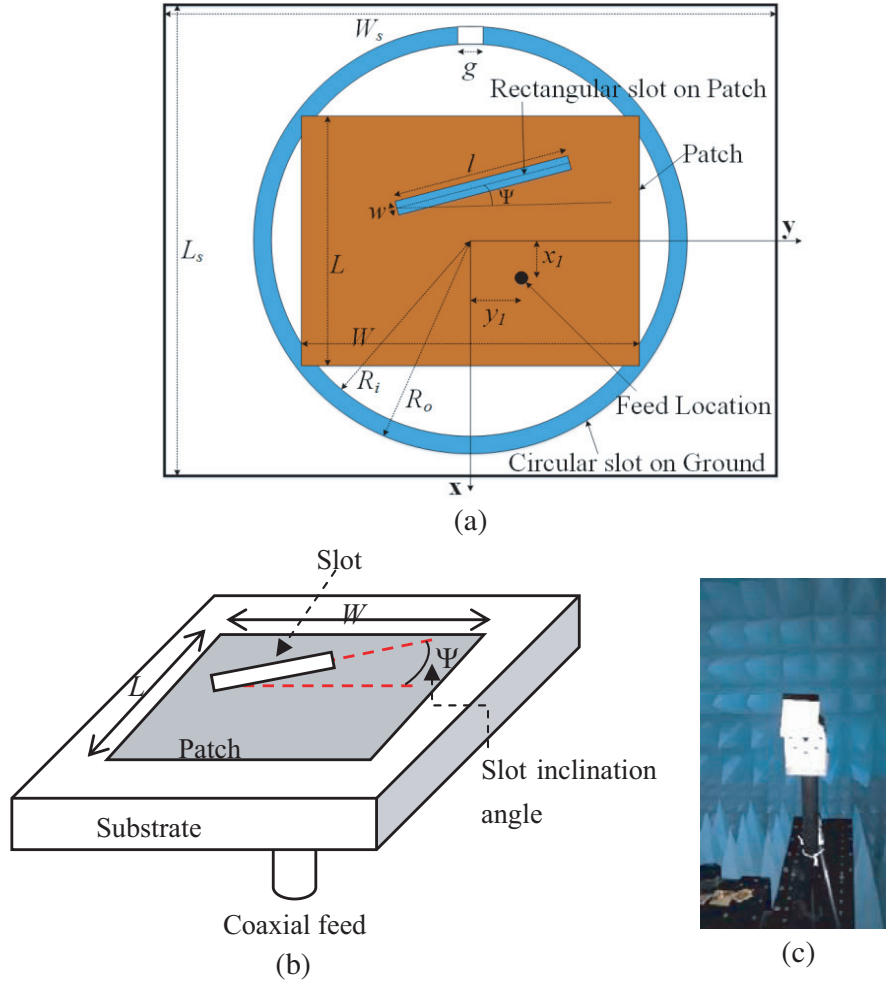 Ws
g
Rectangular slot on Patch
l
Patch
w
Ψ
y
Ls
L
x1
y1
W
Ri
Ro
Feed Location
Circular slot on Ground
x
(a)
Slot
W
Ψ
L
Patch
Slot inclination
angle
Substrate
Coaxial feed
(b)
(c)